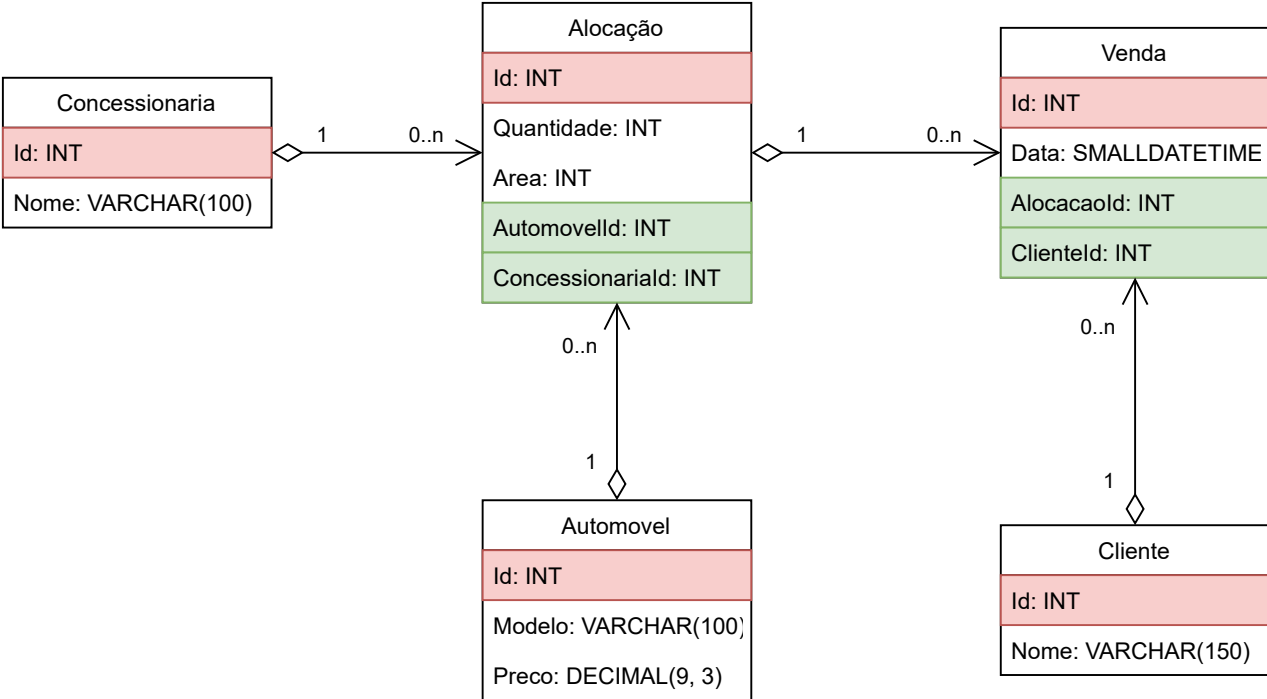 Concessionaria
Id: INT
Nome: VARCHAR(100)
1
0..n
Alocação
Id: INT
Quantidade: INT
Area: INT
AutomovelId: INT
ConcessionariaId: INT
1
0..n
Venda
Id: INT
Data: SMALLDATETIME
AlocacaoId: INT
ClienteId: INT
0..n
1
Automovel
Id: INT
Modelo: VARCHAR(100)
Preco: DECIMAL(9, 3)
0..n
1
Cliente
Id: INT
Nome: VARCHAR(150)